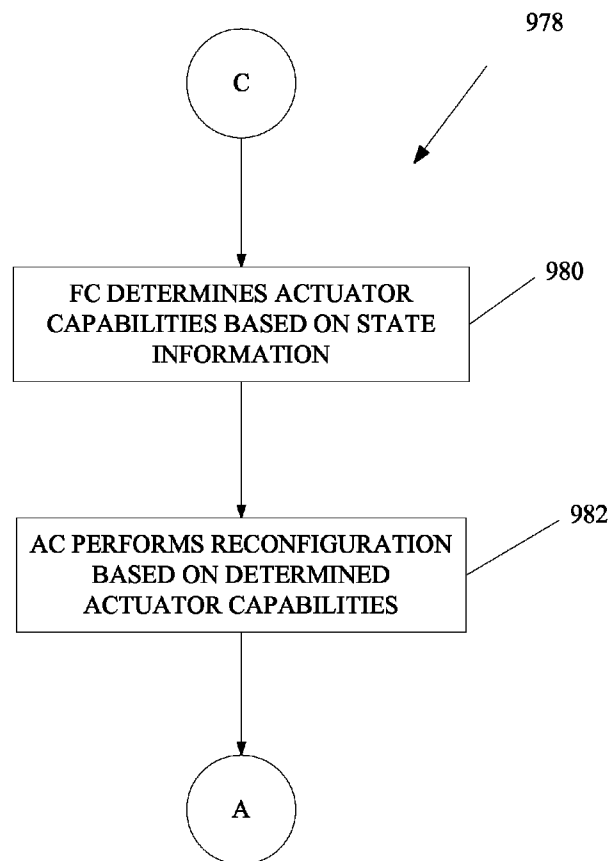 978
C
FC DETERMINES ACTUATOR
CAPABILITIES BASED ON STATE
INFORMATION
980
AC PERFORMS RECONFIGURATION
BASED ON DETERMINED
ACTUATOR CAPABILITIES
982
A